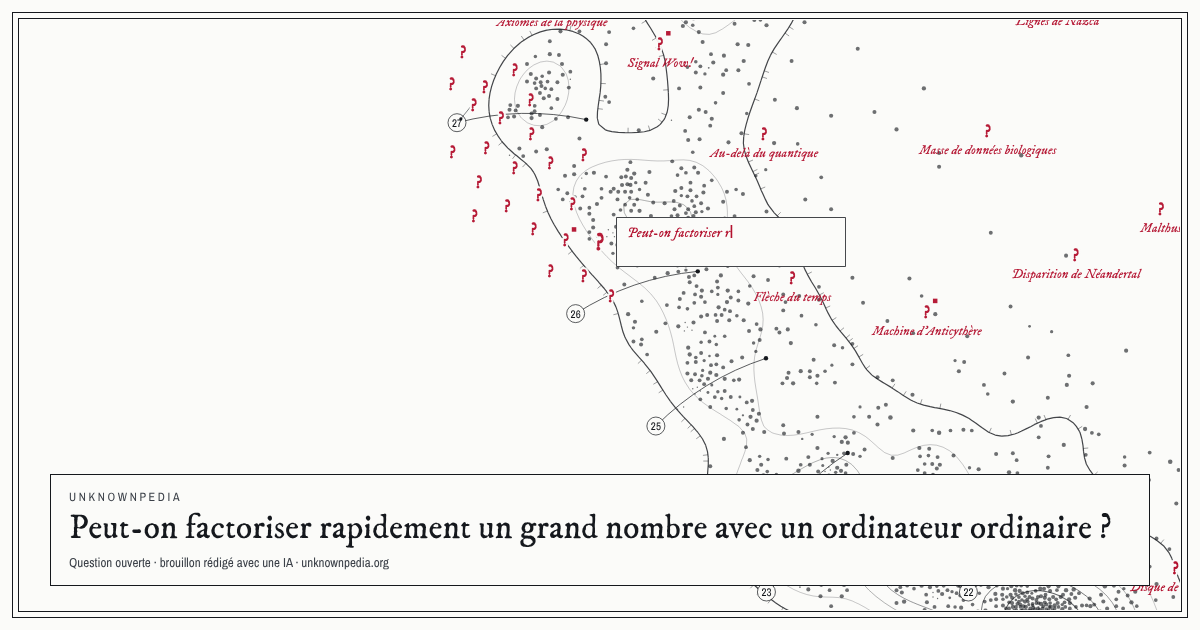 Axiomes de la physique
Lignes de Nazca
?
Signal Wow!
27
?
Au-delà du quantique
?
Masse de données biologiques
?
Malthus
Peut-on factoriser r
?
Disparition de Néandertal
?
Flèche du temps
?
Machine d'Anticythère
26
25
UNKNOWNPEDIA
Peut-on factoriser rapidement un grand nombre avec un ordinateur ordinaire ?
Question ouverte · brouillon rédigé avec une IA · unknownpedia.org
?
Disque de
23
22